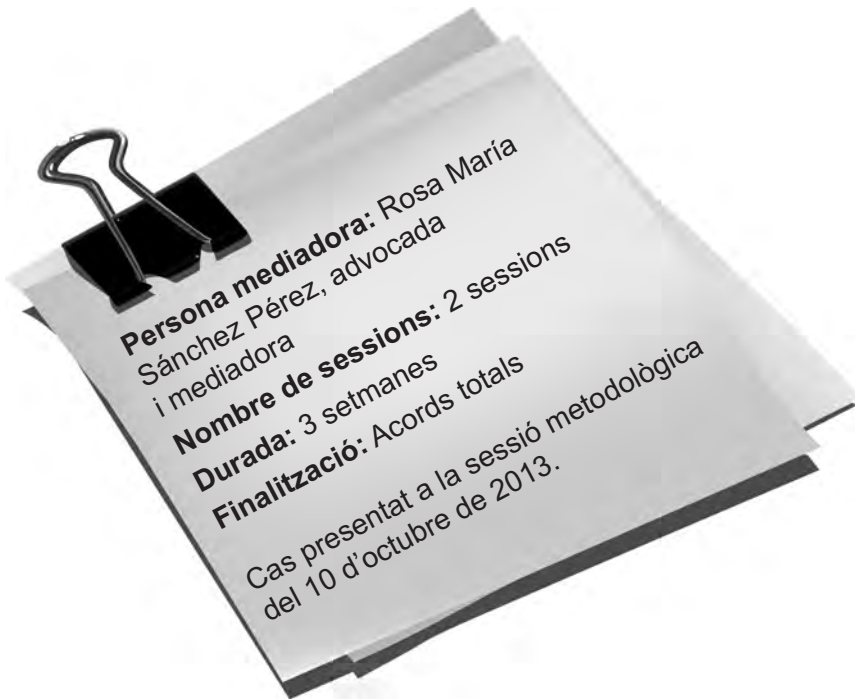 Persona mediadora: Rosa María
Sánchez Pérez, advocada
i mediadora
Nombre de sessions: 2 sessions
Durada: 3 setmanes
Finalització: Acords totals
Cas presentat a la sessió metodològica
del 10 d'octubre de 2013.